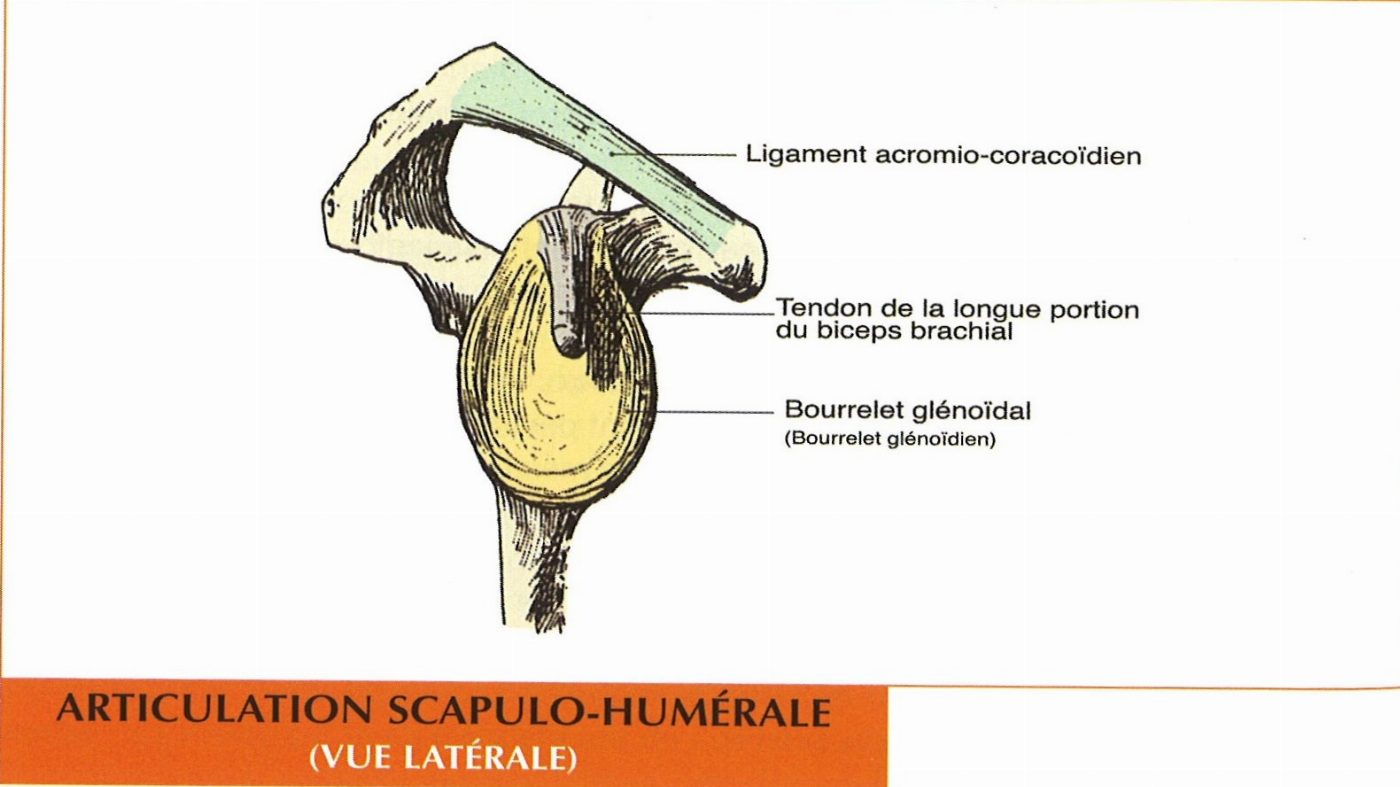 Ligament acromio-coracoïdien
Tendon de la longue portion
du biceps brachial
Bourrelet glénoïdal
(Bourrelet glénoïdien)
ARTICULATION SCAPULO-HUMÉRALE
(VUE LATÉRALE)